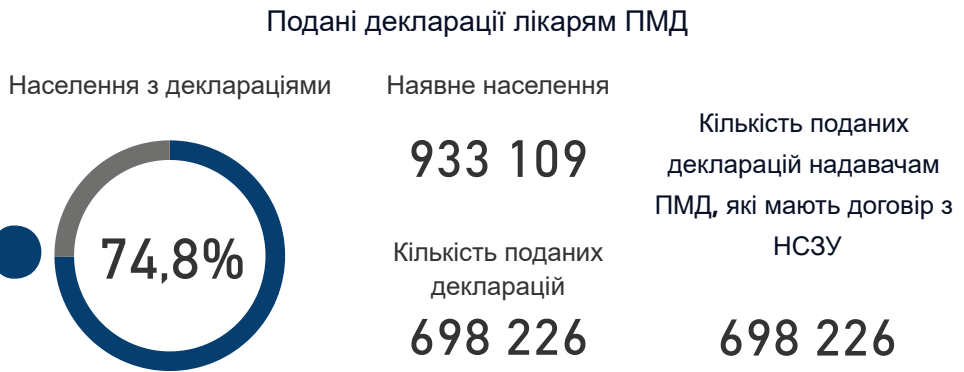 Подані декларації лікарям ПМД
Населення з деклараціями
74,8%
Наявне населення
933 109
Кількість поданих
декларацій
698 226
Кількість поданих
декларацій надавачам
ПМД, які мають договір з
НСЗУ
698 226